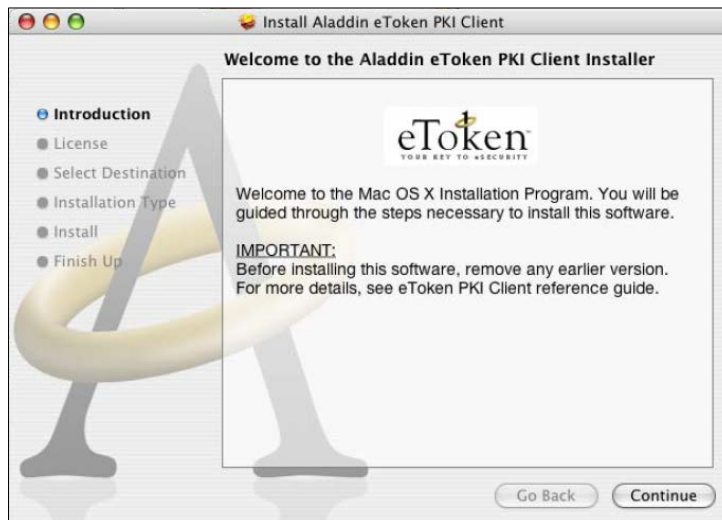 Install Aladdin eToken PKI Client
Welcome to the Aladdin eToken PKI Client Installer
Introduction
License
Select Destination
Installation Type
Install
Finish Up
eToken™
YOUR KEY TO eSECURITY
Welcome to the Mac OS X Installation Program. You will be
guided through the steps necessary to install this software.
IMPORTANT:
Before installing this software, remove any earlier version.
For more details, see eToken PKI Client reference guide.
Go Back
Continue